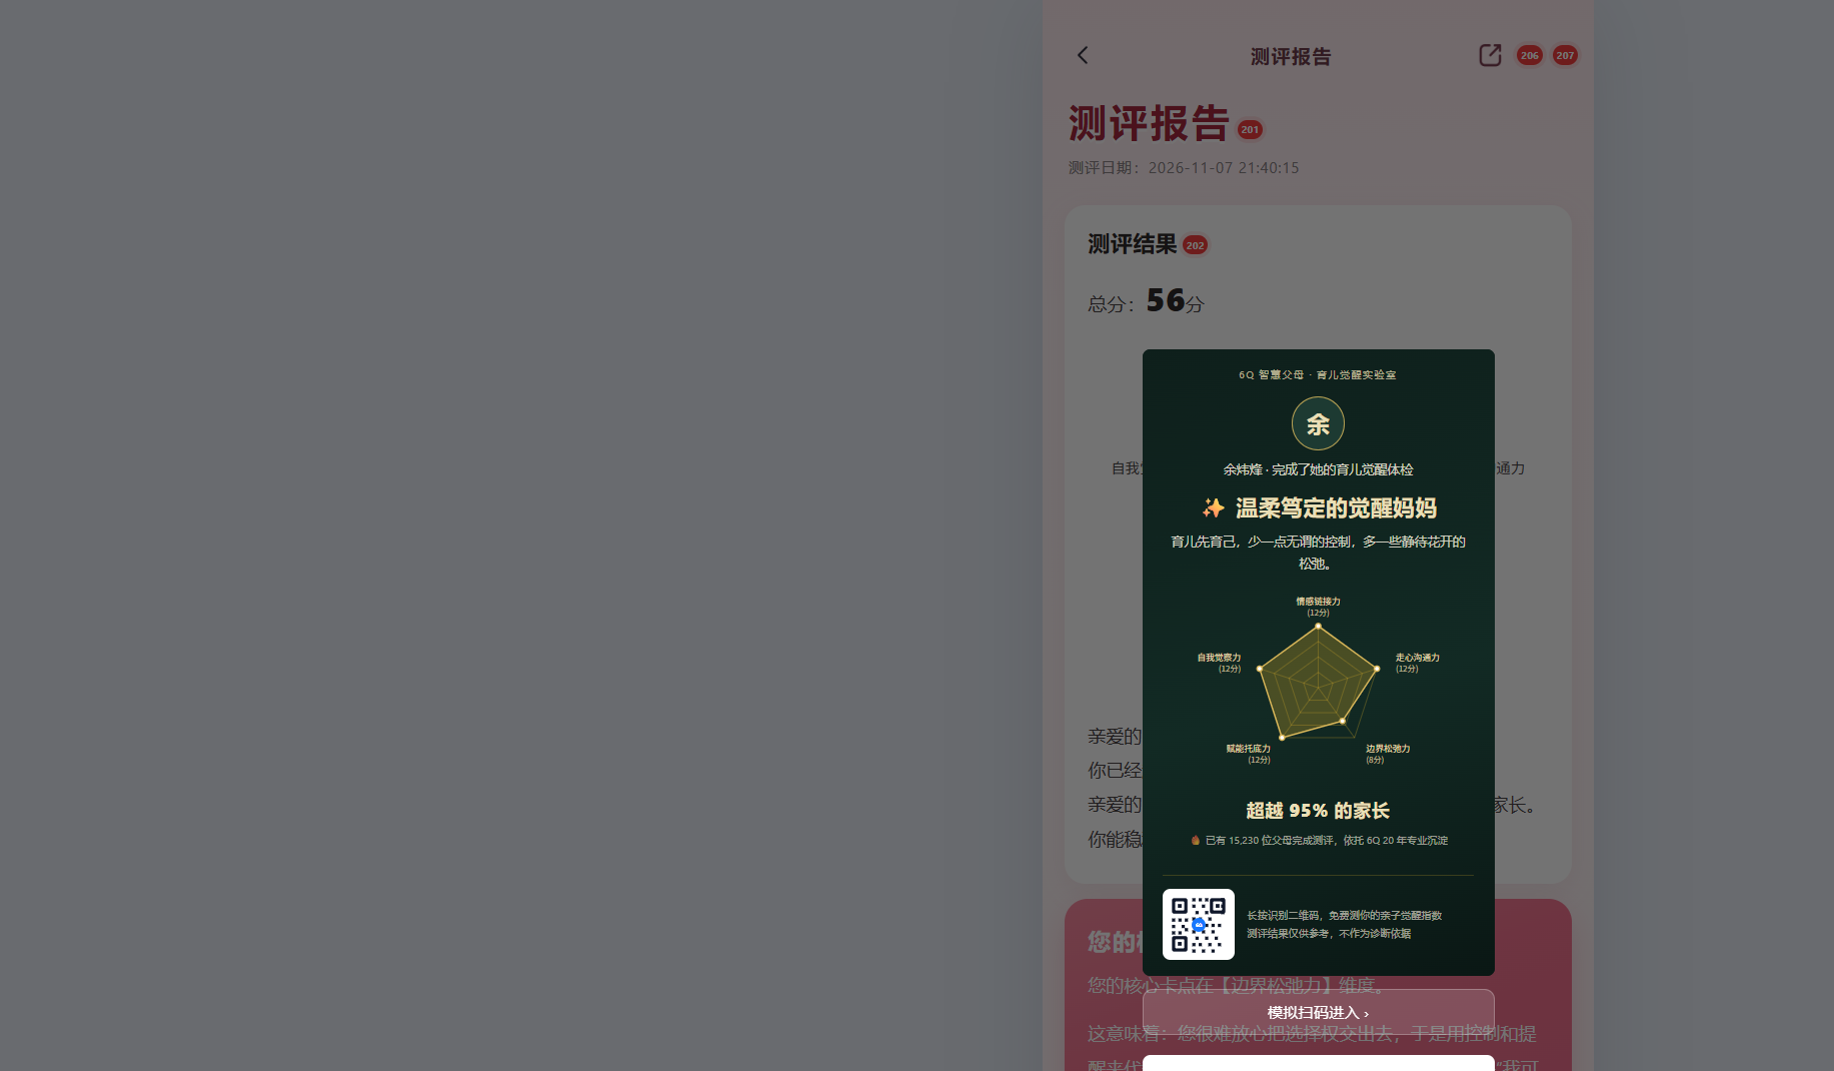 测评报告
206
207
测评报告
201
测评日期：2026-11-07 21:40:15
测评结果
202
总分：56分
6Q 智慧父母 · 育儿觉醒实验室
余
余炜烽 · 完成了她的育儿觉醒体检
自我
通力
✨ 温柔笃定的觉醒妈妈
育儿先育己，少一点无谓的控制，多一些静待花开的
松弛。
情感链接力
(12分)
自我觉察力
(12分)
走心沟通力
(12分)
赋能托底力
(12分)
边界松弛力
(8分)
亲爱的
你已经
亲爱的
家长。
你能稳
超越 95% 的家长
已有 15,230 位父母完成测评，依托 6Q 20 年专业沉淀
长按识别二维码，免费测你的亲子觉醒指数
测评结果仅供参考，不作为诊断依据
您的
您的核心卡点在【边界松弛力】维度。
模拟扫码进入 ›
这意味着：您很难放心把选择权交出去，于是用控制和提
醒来代
"我可